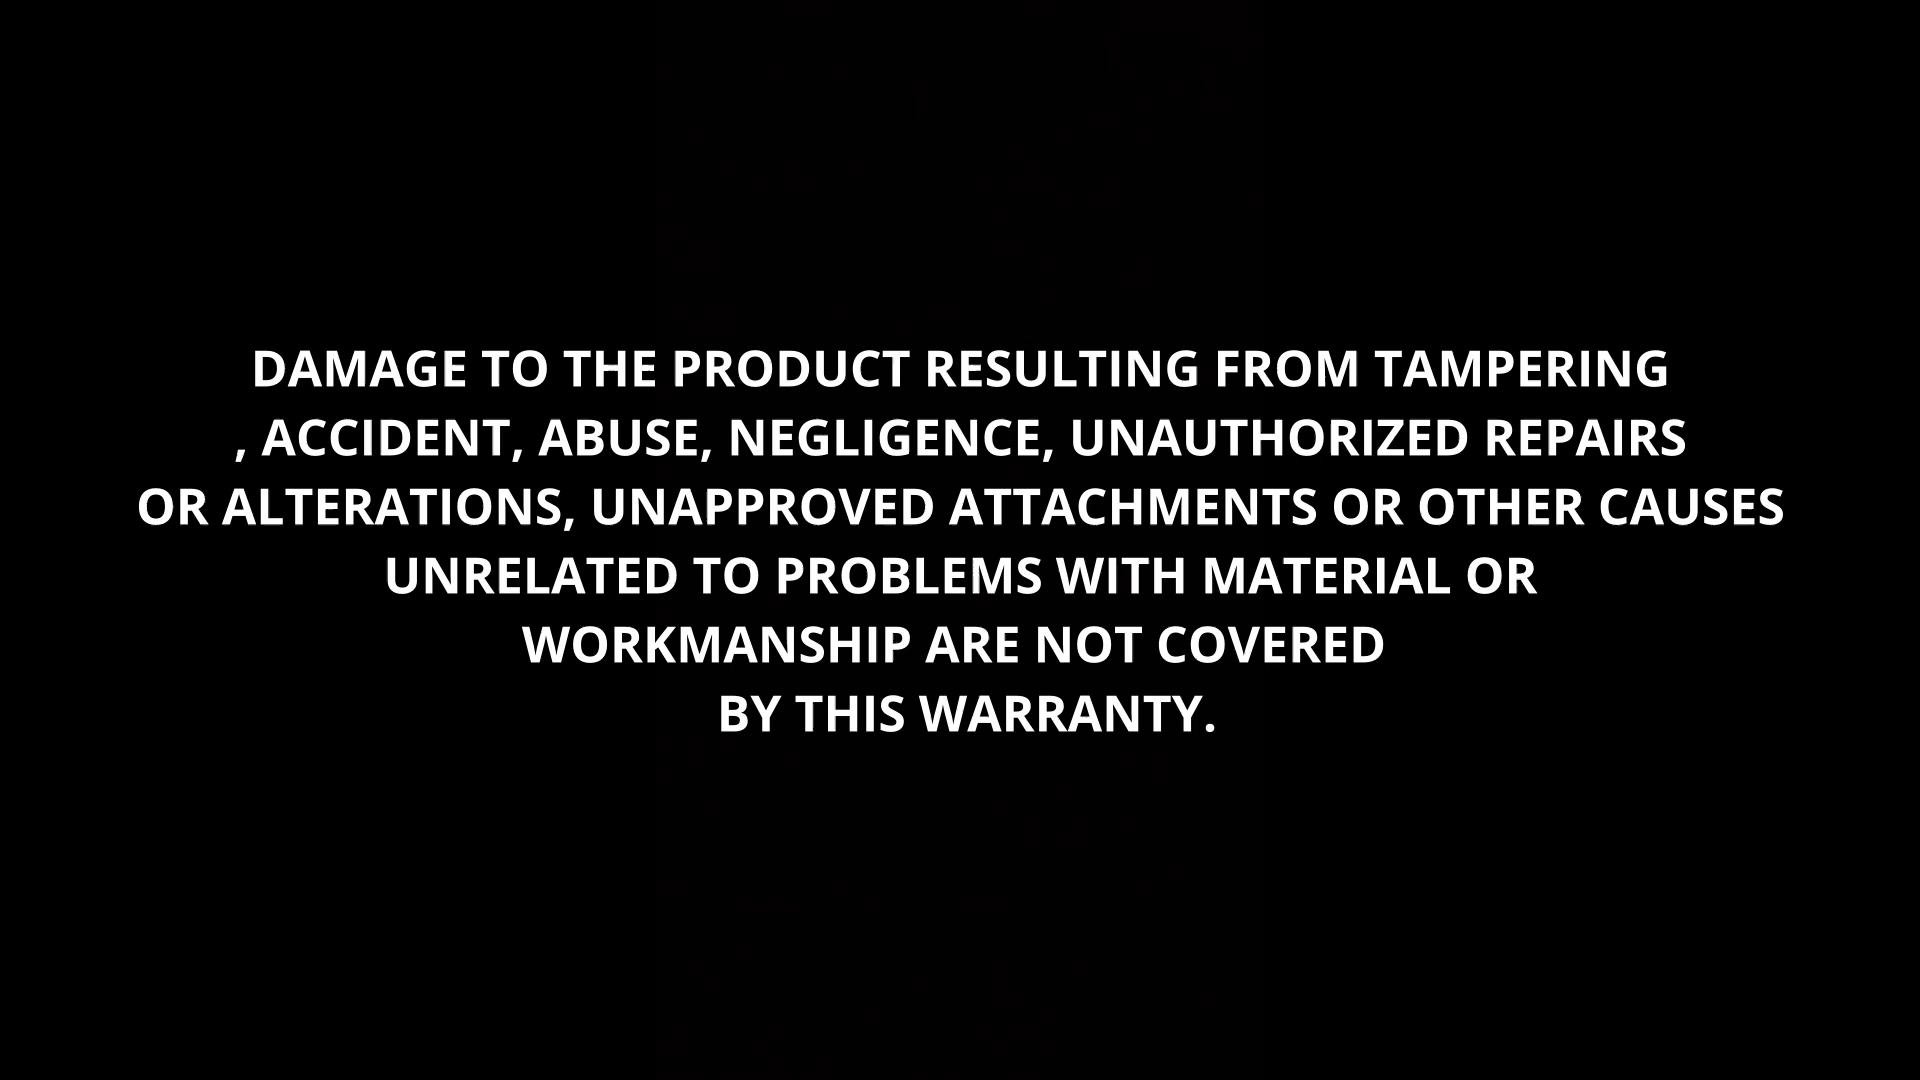 DAMAGE TO THE PRODUCT RESULTING FROM TAMPERING
, ACCIDENT, ABUSE, NEGLIGENCE, UNAUTHORIZED REPAIRS
OR ALTERATIONS, UNAPPROVED ATTACHMENTS OR OTHER CAUSES
UNRELATED TO PROBLEMS WITH MATERIAL OR
WORKMANSHIP ARE NOT COVERED
BY THIS WARRANTY.